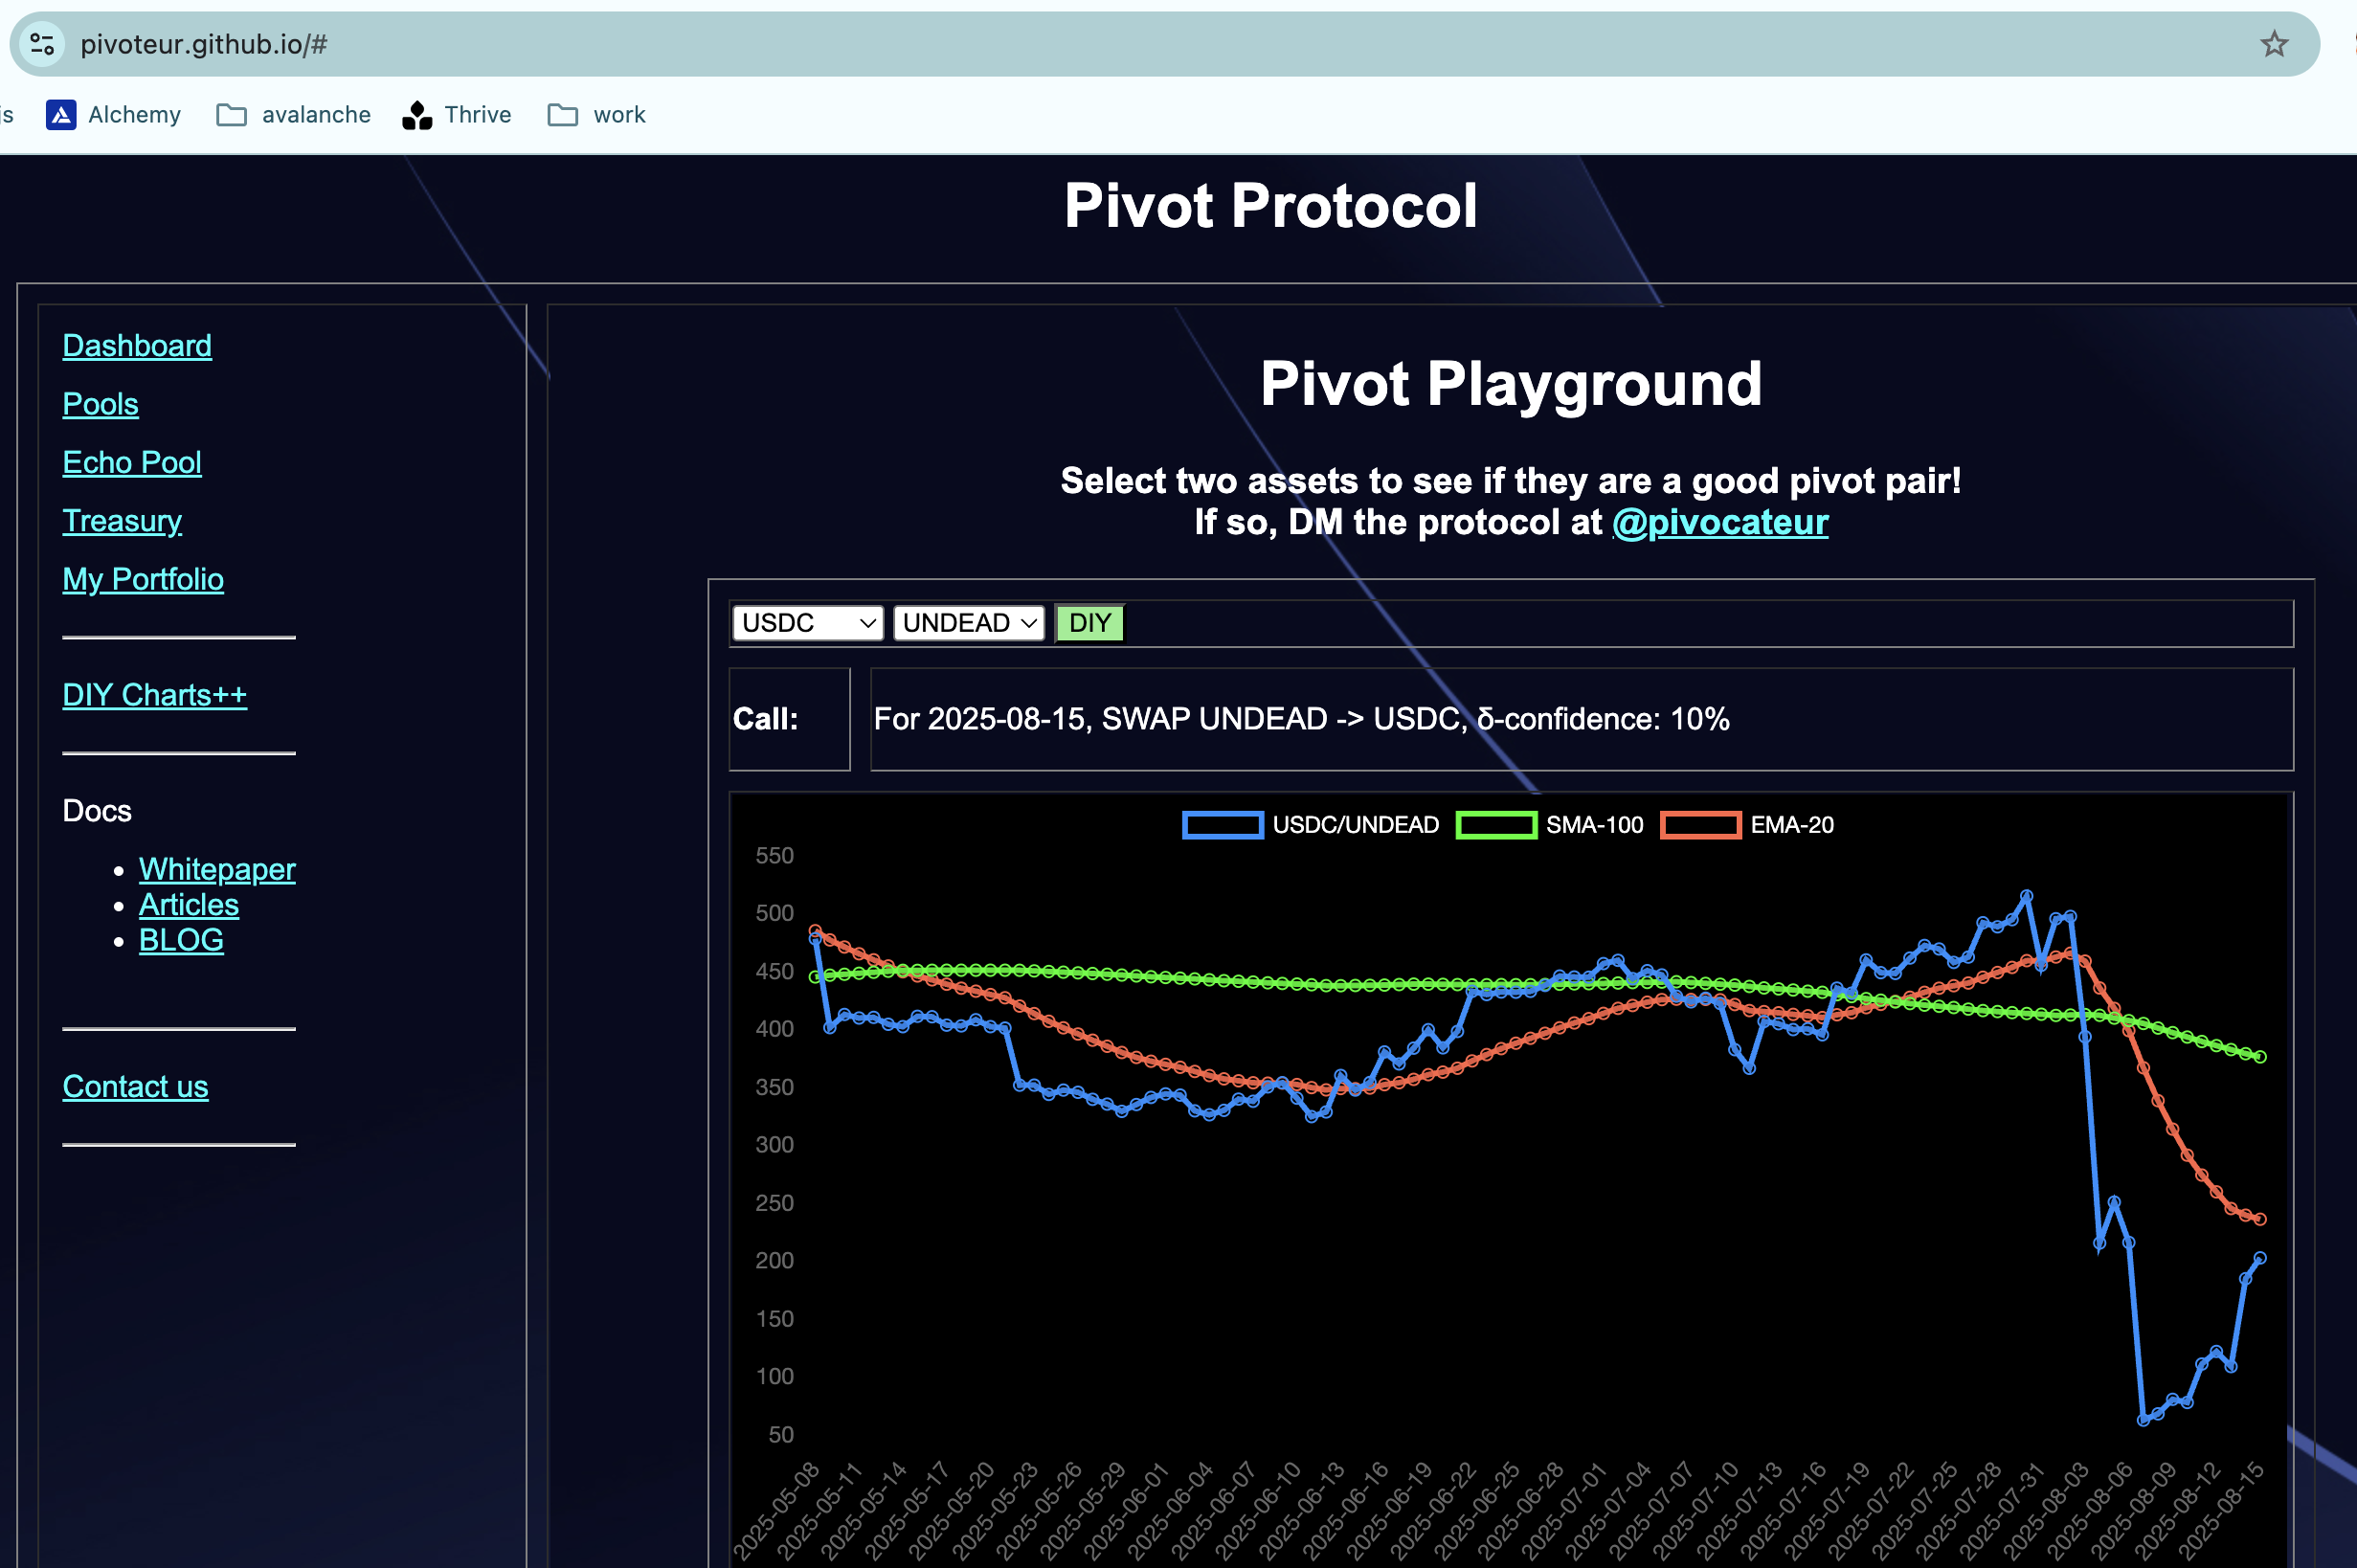 pivoteur.github.io/#
js Alchemy avalanche Thrive work
Pivot Protocol
Dashboard
Pools
Echo Pool
Treasury
My Portfolio
DIY Charts++
Docs
Whitepaper
Articles
BLOG
Contact us
Pivot Playground
Select two assets to see if they are a good pivot pair!
If so, DM the protocol at @pivocateur
USDC UNDEAD DIY
Call: For 2025-08-15, SWAP UNDEAD -> USDC, δ-confidence: 10%
USDC/UNDEAD SMA-100 EMA-20
550
500
450
400
350
300
250
200
150
100
50
2025-05-08
2025-05-11
2025-05-14
2025-05-17
2025-05-20
2025-05-23
2025-05-26
2025-05-29
2025-06-01
2025-06-04
2025-06-07
2025-06-10
2025-06-13
2025-06-16
2025-06-19
2025-06-22
2025-06-25
2025-06-28
2025-07-01
2025-07-04
2025-07-07
2025-07-10
2025-07-13
2025-07-16
2025-07-19
2025-07-22
2025-07-25
2025-07-28
2025-07-31
2025-08-03
2025-08-06
2025-08-09
2025-08-12
2025-08-15